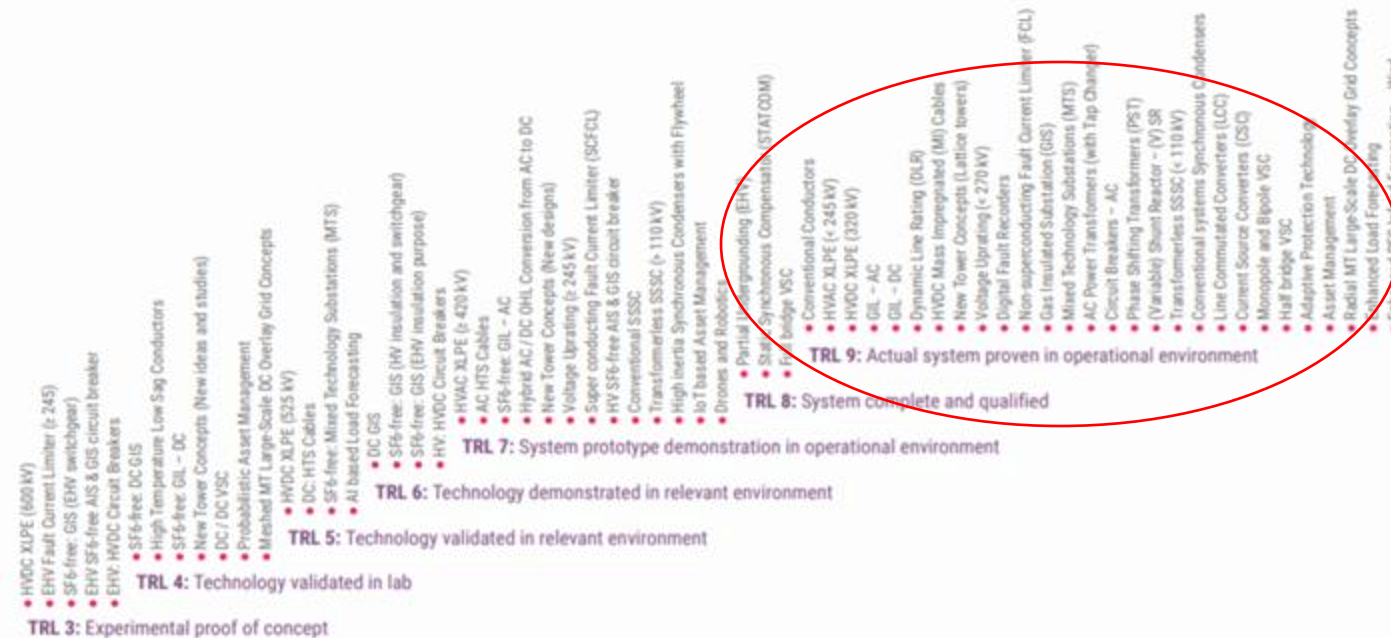 HVDC XLPE (600 kV)
EHV Fault Current Limiter (≥ 245)
SF6-free: GIS (EHV switchgear)
EHV SF6-free AIS & GIS circuit breaker
EHV: HVDC Circuit Breakers
TRL 3: Experimental proof of concept
SF6-free: DC GIS
High Temperature Low Sag Conductors
SF6-free: GIL – DC
New Tower Concepts (New ideas and studies)
DC / DC VSC
Probabilistic Asset Management
Meshed MT Large-Scale DC Overlay Grid Concepts
TRL 4: Technology validated in lab
HVDC XLPE (525 kV)
DC: HTS Cables
SF6-free: Mixed Technology Substations (MTS)
AI based Load Forecasting
TRL 5: Technology validated in relevant environment
DC GIS
SF6-free: GIS (HV insulation and switchgear)
SF6-free: GIS (EHV insulation purpose)
HV: HVDC Circuit Breakers
TRL 6: Technology demonstrated in relevant environment
HVAC XLPE (≥ 420 kV)
AC HTS Cables
SF6-free: GIL – AC
Hybrid AC / DC OHL Conversion from AC to DC
New Tower Concepts (New designs)
Voltage Uprating (≥ 245 kV)
Super conducting Fault Current Limiter (SCFCL)
HV SF6-free AIS & GIS circuit breaker
Conventional SSSC
Transformerless SSSC (> 110 kV)
High inertia Sychronous Condensers with Flywheel
IoT based Asset Management
Drones and Robotics
TRL 7: System prototype demonstration in operational environment
Partial Undergrounding (EHV)
Static Synchronous Compensator (STATCOM)
Full bridge VSC
TRL 8: System complete and qualified
Conventional Conductors
HVAC XLPE (< 245 kV)
HVDC XLPE (320 kV)
GIL – AC
GIL – DC
Dynamic Line Rating (DLR)
HVDC Mass Impregnated (MI) Cables
New Tower Concepts (Lattice towers)
Voltage Uprating (< 270 kV)
Digital Fault Recorders
Non-superconducting Fault Current Limiter (FCL)
Gas Insulated Substation (GIS)
Mixed Technology Substations (MTS)
AC Power Transfomers (with Tap Changer)
Circuit Breakers – AC
Phase Shifting Transformers (PST)
(Variable) Shunt Reactor – (V) SR
Transfomerless SSSC (< 110 kV)
Conventional systems Synchronous Condensers
Line Commutated Converters (LCC)
Current Source Converters (CSC)
Monopole and Bipole VSC
Half bridge VSC
Adaptive Protection Technology
Asset Management
Radial MT Large-Scale DC Overlay Grid Concepts
Enhanced Load Forecasting
TRL 9: Actual system proven in operational environment